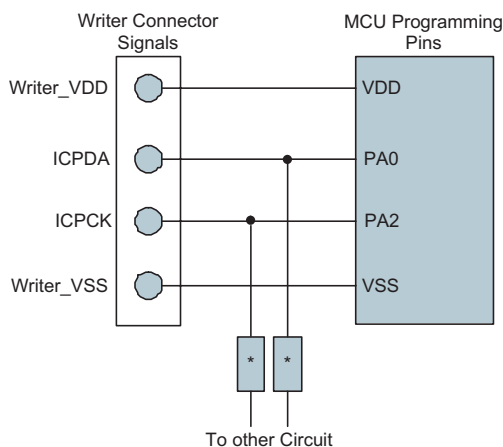 Writer Connector
Signals
MCU Programming
Pins
Writer_VDD
VDD
ICPDA
PA0
ICPCK
PA2
Writer_VSS
VSS
*
*
To other Circuit